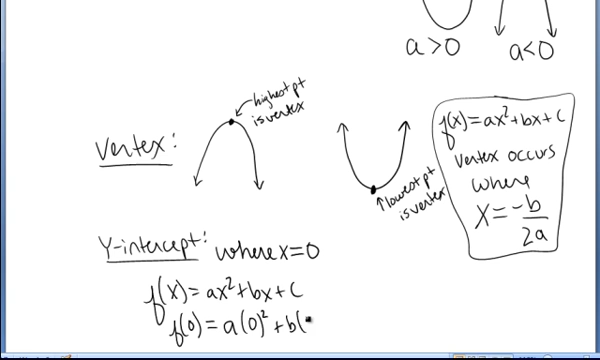 a>0
a<0
highest pt
is vertex
Vertex:
lowest pt
is vertex
f(x)=ax²+bx+c
Vertex occurs
where
x=-b/2a
Y-intercept: where x=0
f(x)=ax²+bx+c
f(0)=a(0)²+b(